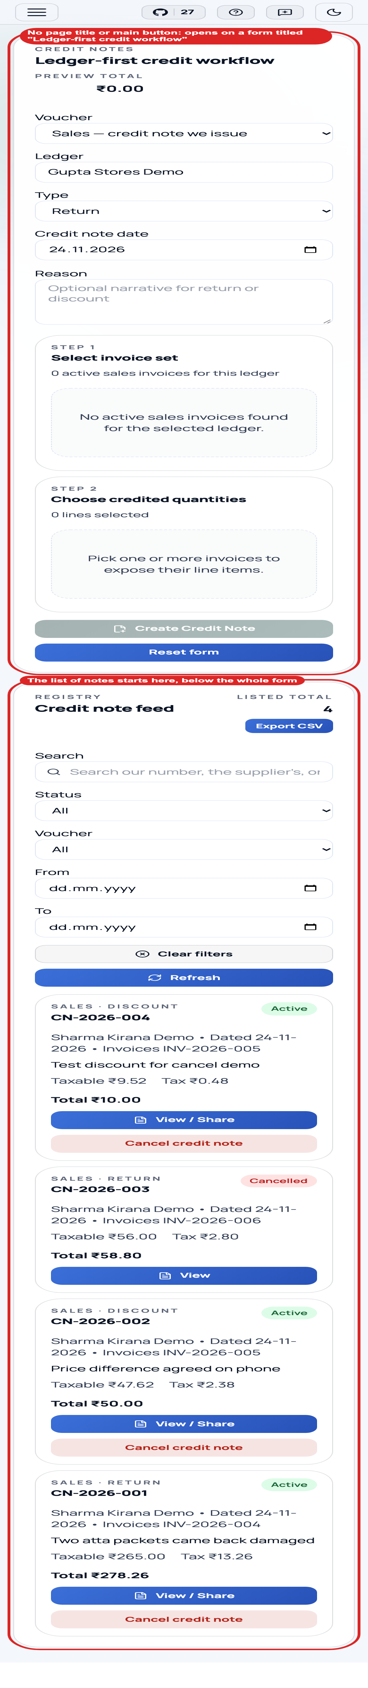 27
No page title or main button: opens on a form titled
"Ledger-first credit workflow"
CREDIT NOTES
Ledger-first credit workflow
PREVIEW TOTAL
₹0.00
Voucher
Sales — credit note we issue
Ledger
Gupta Stores Demo
Type
Return
Credit note date
24.11.2026
Reason
Optional narrative for return or
discount
STEP 1
Select invoice set
0 active sales invoices for this ledger
No active sales invoices found
for the selected ledger.
STEP 2
Choose credited quantities
0 lines selected
Pick one or more invoices to
expose their line items.
Create Credit Note
Reset form
The list of notes starts here, below the whole form
REGISTRY
LISTED TOTAL
Credit note feed
4
Export CSV
Search
Search our number, the supplier's, or
Status
All
Voucher
All
From
dd.mm.yyyy
To
dd.mm.yyyy
Clear filters
Refresh
SALES · DISCOUNT
Active
CN-2026-004
Sharma Kirana Demo • Dated 24-11-
2026 • Invoices INV-2026-005
Test discount for cancel demo
Taxable ₹9.52 Tax ₹0.48
Total ₹10.00
View / Share
Cancel credit note
SALES · RETURN
Cancelled
CN-2026-003
Sharma Kirana Demo • Dated 24-11-
2026 • Invoices INV-2026-006
Taxable ₹56.00 Tax ₹2.80
Total ₹58.80
View
SALES · DISCOUNT
Active
CN-2026-002
Sharma Kirana Demo • Dated 24-11-
2026 • Invoices INV-2026-005
Price difference agreed on phone
Taxable ₹47.62 Tax ₹2.38
Total ₹50.00
View / Share
Cancel credit note
SALES · RETURN
Active
CN-2026-001
Sharma Kirana Demo • Dated 24-11-
2026 • Invoices INV-2026-004
Two atta packets came back damaged
Taxable ₹265.00 Tax ₹13.26
Total ₹278.26
View / Share
Cancel credit note